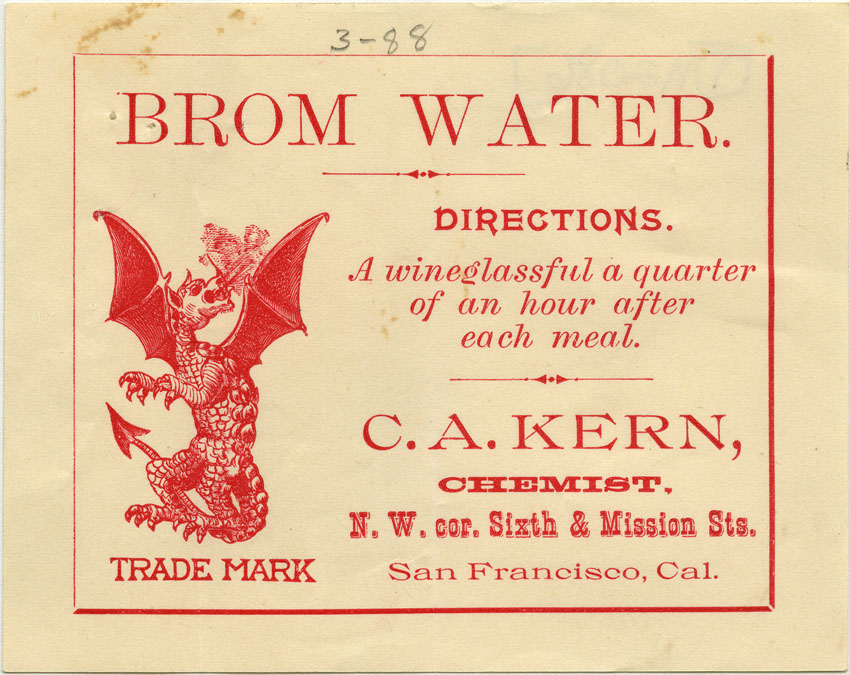 3-88
BROM WATER.
DIRECTIONS.
A wineglassful a quarter
of an hour after
each meal.
C. A. KERN,
CHEMIST,
N. W. cor. Sixth & Mission Sts.
San Francisco, Cal.
TRADE MARK